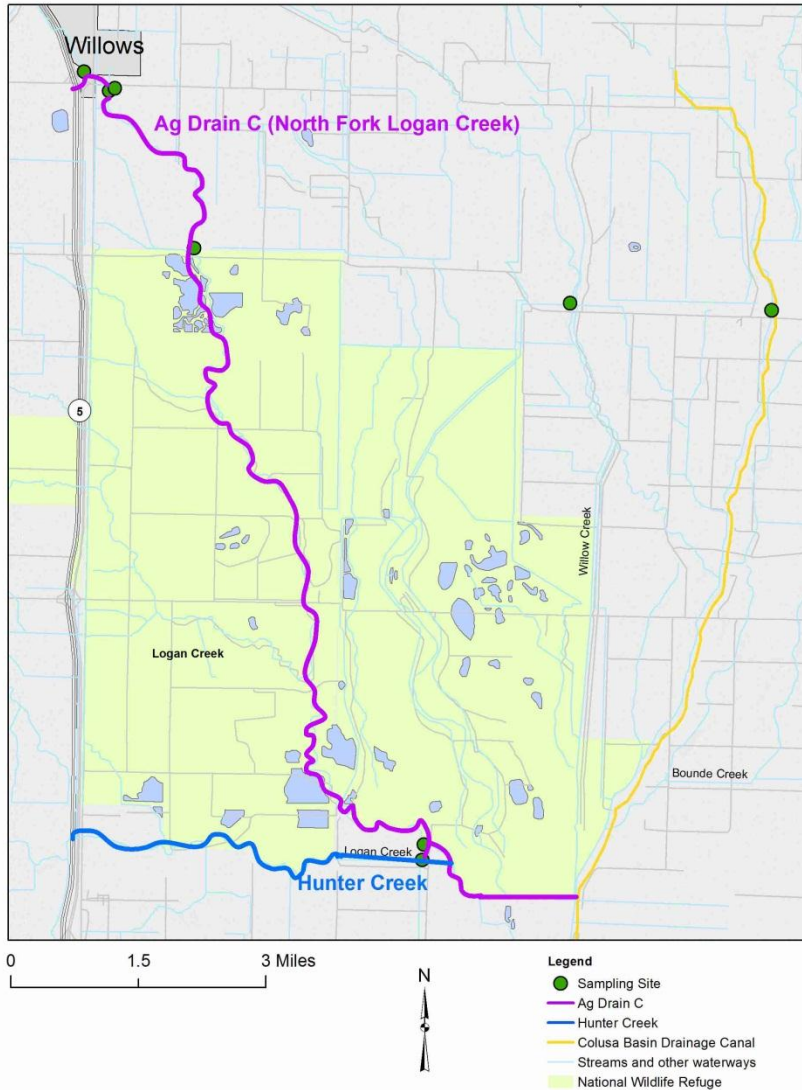 Willows
Ag Drain C (North Fork Logan Creek)
5
Willow Creek
Logan Creek
Bounde Creek
Logan Creek
Hunter Creek
0 1.5 3 Miles
N
Legend
Sampling Site
Ag Drain C
Hunter Creek
Colusa Basin Drainage Canal
Streams and other waterways
National Wildlife Refuge